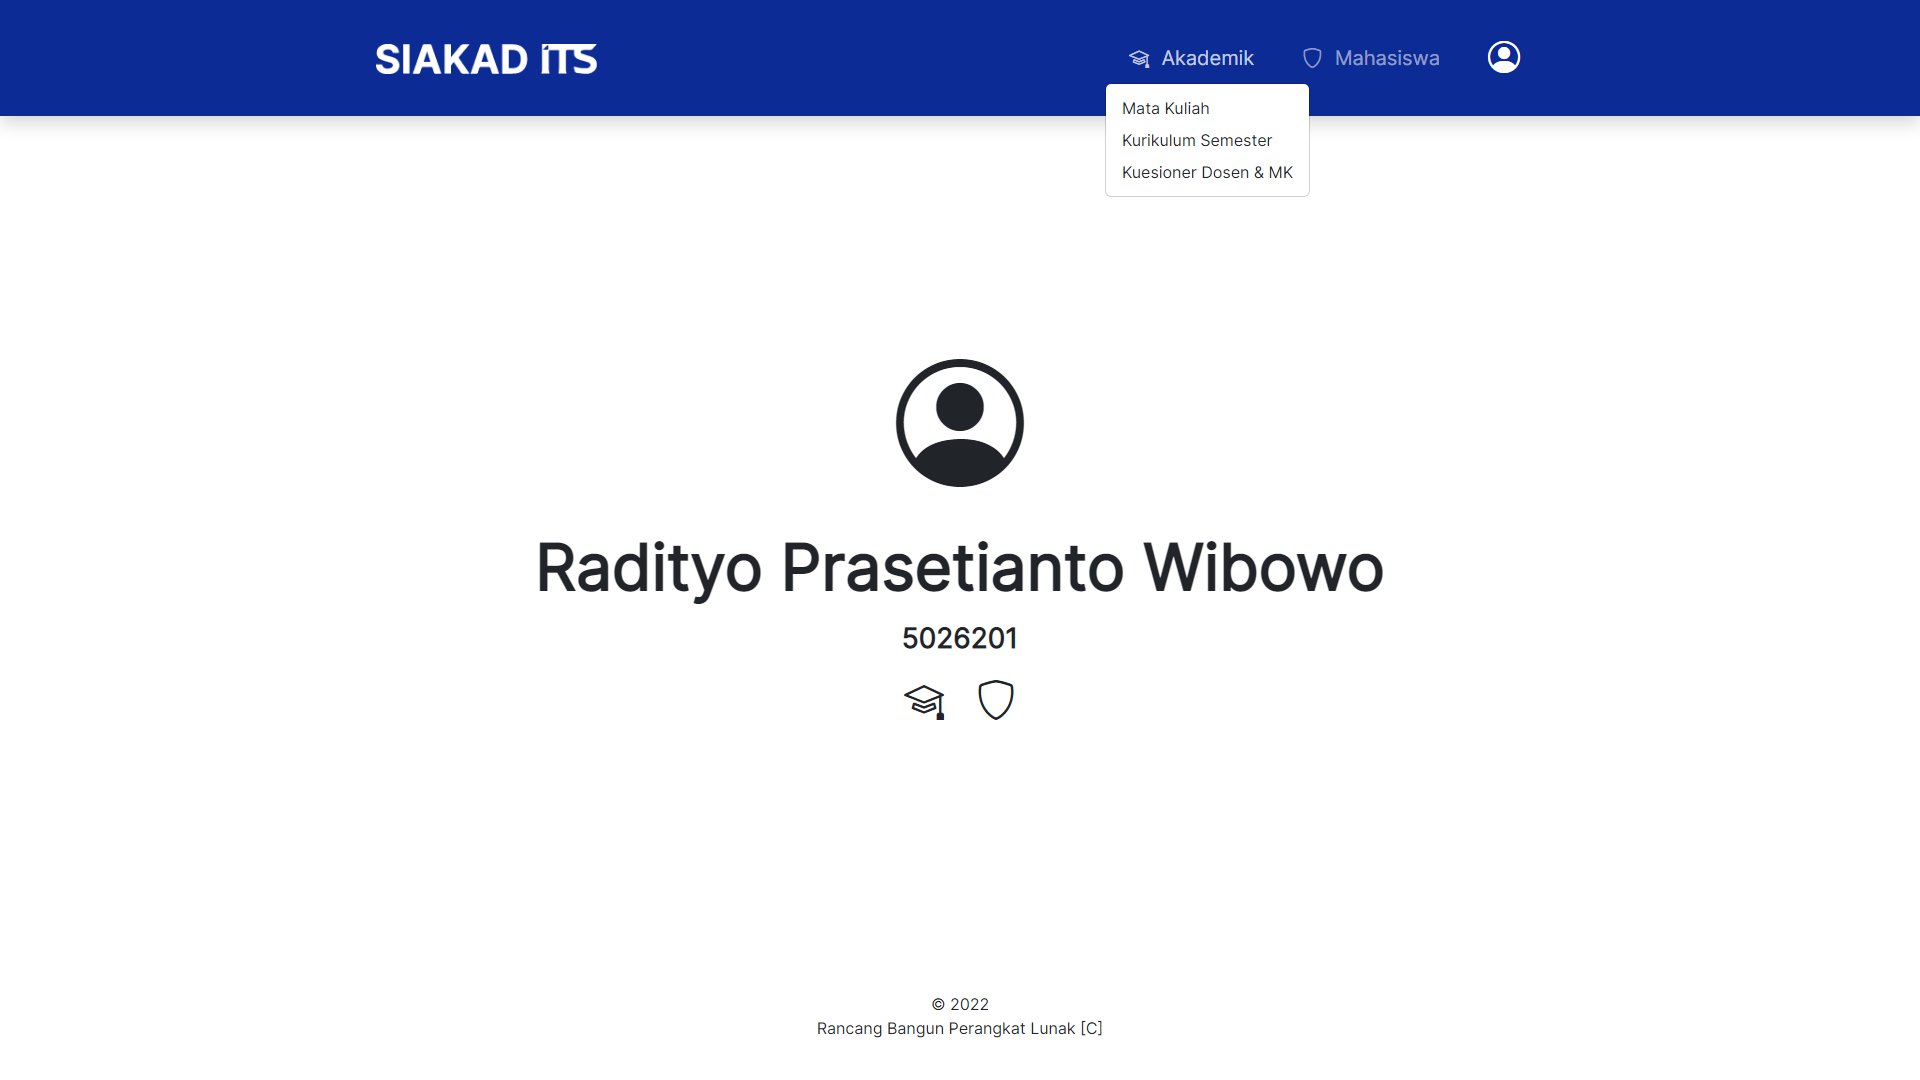 SIAKAD ITS
Akademik
Mahasiswa
Mata Kuliah
Kurikulum Semester
Kuesioner Dosen & MK
Radityo Prasetianto Wibowo
5026201
© 2022
Rancang Bangun Perangkat Lunak [C]